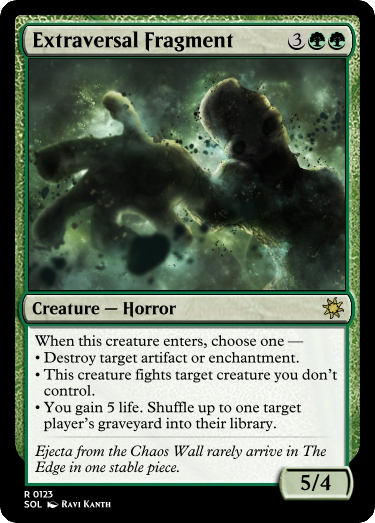 Extraversal Fragment 3
Creature — Horror
When this creature enters, choose one —
• Destroy target artifact or enchantment.
• This creature fights target creature you don't
control.
• You gain 5 life. Shuffle up to one target
player's graveyard into their library.
Ejecta from the Chaos Wall rarely arrive in The
Edge in one stable piece.
5/4
R 0123
SOL Ravi Kanth